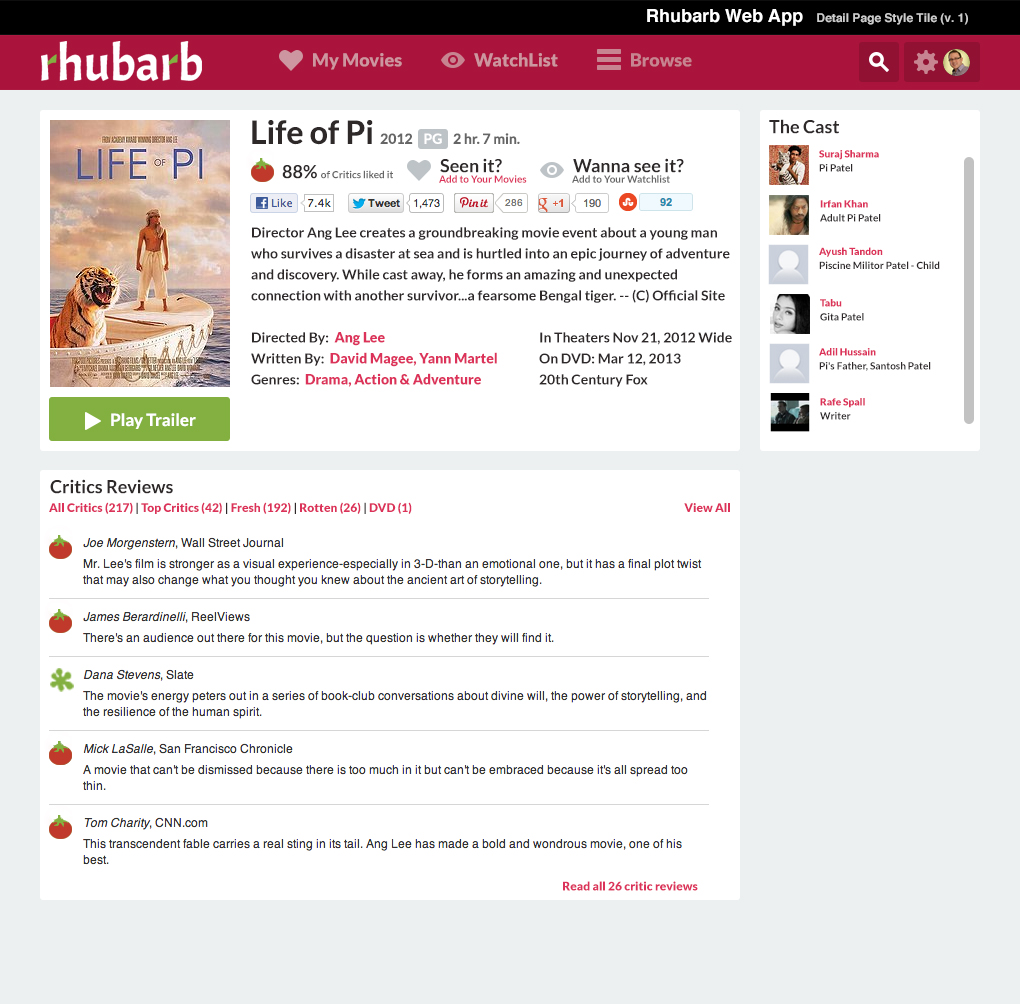 Rhubarb Web App Detail Page Style Tile (v. 1)
rhubarb
My Movies
WatchList
Browse
LIFE OF PI
Play Trailer
Life of Pi 2012 PG 2 hr. 7 min.
88% of Critics liked it
Seen it?
Add to Your Movies
Wanna see it?
Add to Your Watchlist
Like 7.4k
Tweet 1,473
Pin it 286
+1 190
92
Director Ang Lee creates a groundbreaking movie event about a young man
who survives a disaster at sea and is hurtled into an epic journey of adventure
and discovery. While cast away, he forms an amazing and unexpected
connection with another survivor...a fearsome Bengal tiger. -- (C) Official Site
Directed By: Ang Lee
Written By: David Magee, Yann Martel
Genres: Drama, Action & Adventure
In Theaters Nov 21, 2012 Wide
On DVD: Mar 12, 2013
20th Century Fox
The Cast
Suraj Sharma
Pi Patel
Irfan Khan
Adult Pi Patel
Ayush Tandon
Piscine Militor Patel - Child
Tabu
Gita Patel
Adil Hussain
Pi's Father, Santosh Patel
Rafe Spall
Writer
Critics Reviews
All Critics (217) | Top Critics (42) | Fresh (192) | Rotten (26) | DVD (1)
View All
Joe Morgenstern, Wall Street Journal
Mr. Lee's film is stronger as a visual experience-especially in 3-D-than an emotional one, but it has a final plot twist
that may also change what you thought you knew about the ancient art of storytelling.
James Berardinelli, ReelViews
There's an audience out there for this movie, but the question is whether they will find it.
Dana Stevens, Slate
The movie's energy peters out in a series of book-club conversations about divine will, the power of storytelling, and
the resilience of the human spirit.
Mick LaSalle, San Francisco Chronicle
A movie that can't be dismissed because there is too much in it but can't be embraced because it's all spread too
thin.
Tom Charity, CNN.com
This transcendent fable carries a real sting in its tail. Ang Lee has made a bold and wondrous movie, one of his
best.
Read all 26 critic reviews